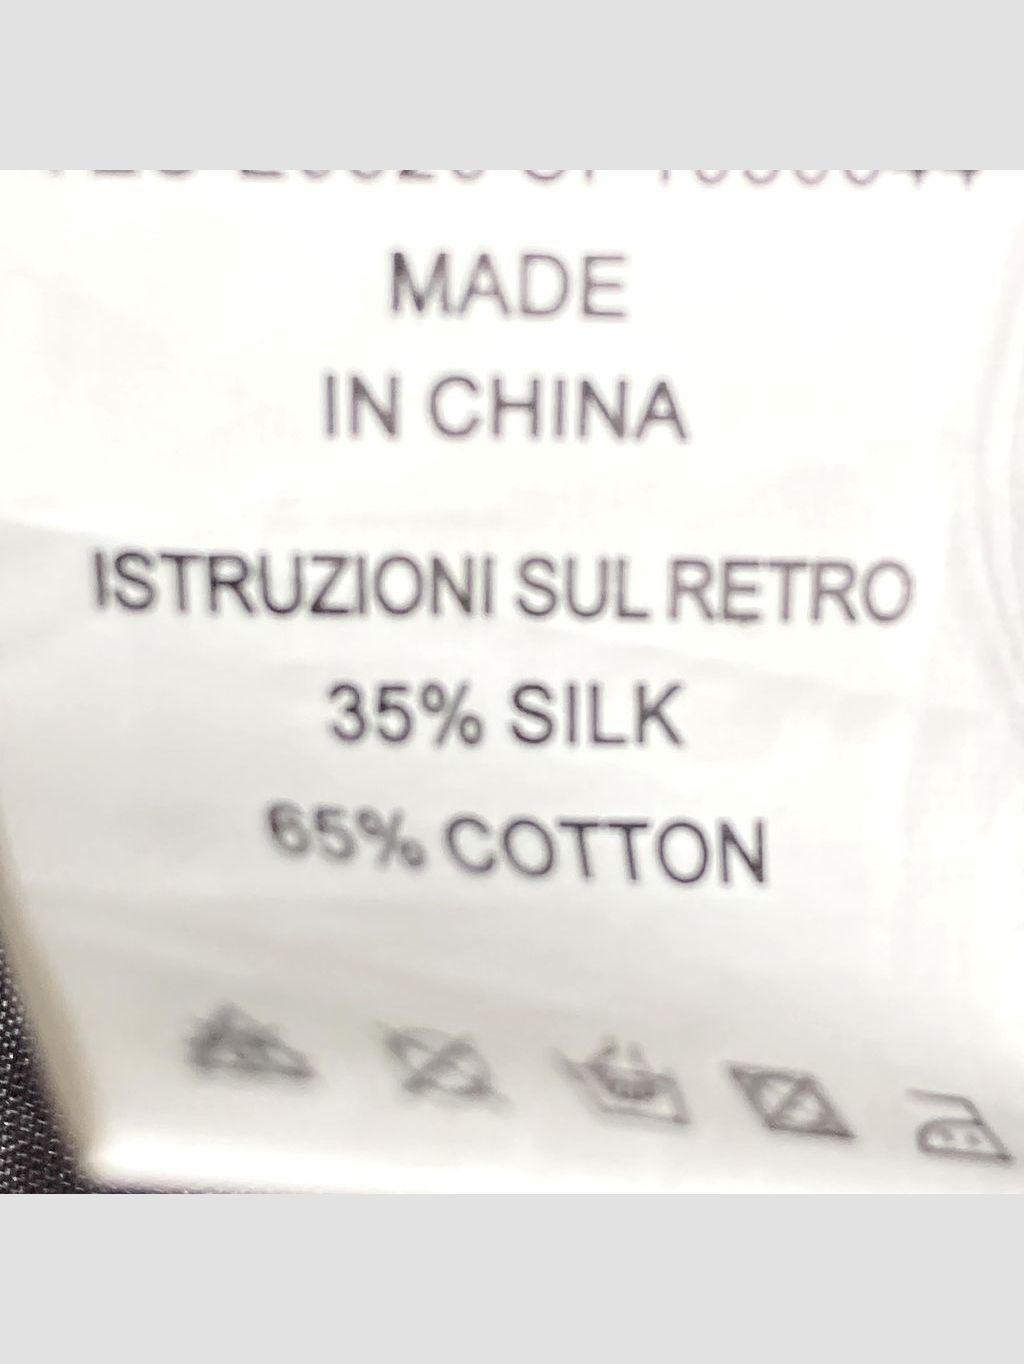 MADE
IN CHINA
ISTRUZIONI SUL RETRO
35% SILK
65% COTTON